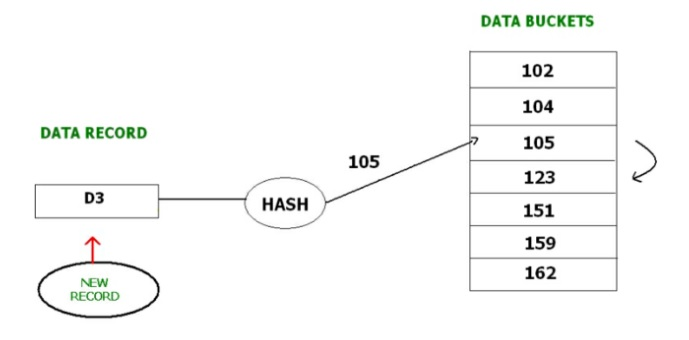 DATA BUCKETS
102
104
DATA RECORD
105
105
123
D3
HASH
151
159
NEW
RECORD
162